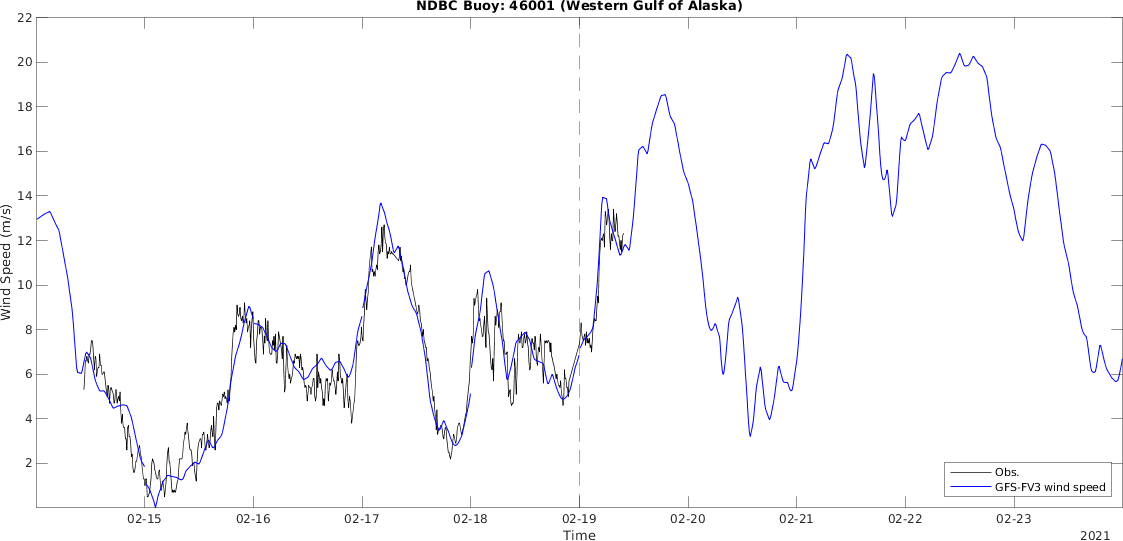 NDBC Buoy: 46001 (Western Gulf of Alaska)
22
20
18
16
14
12
10
8
6
4
2
Wind Speed (m/s)
Obs.
GFS-FV3 wind speed
02-15 02-16 02-17 02-18 02-19 02-20 02-21 02-22 02-23
Time
2021